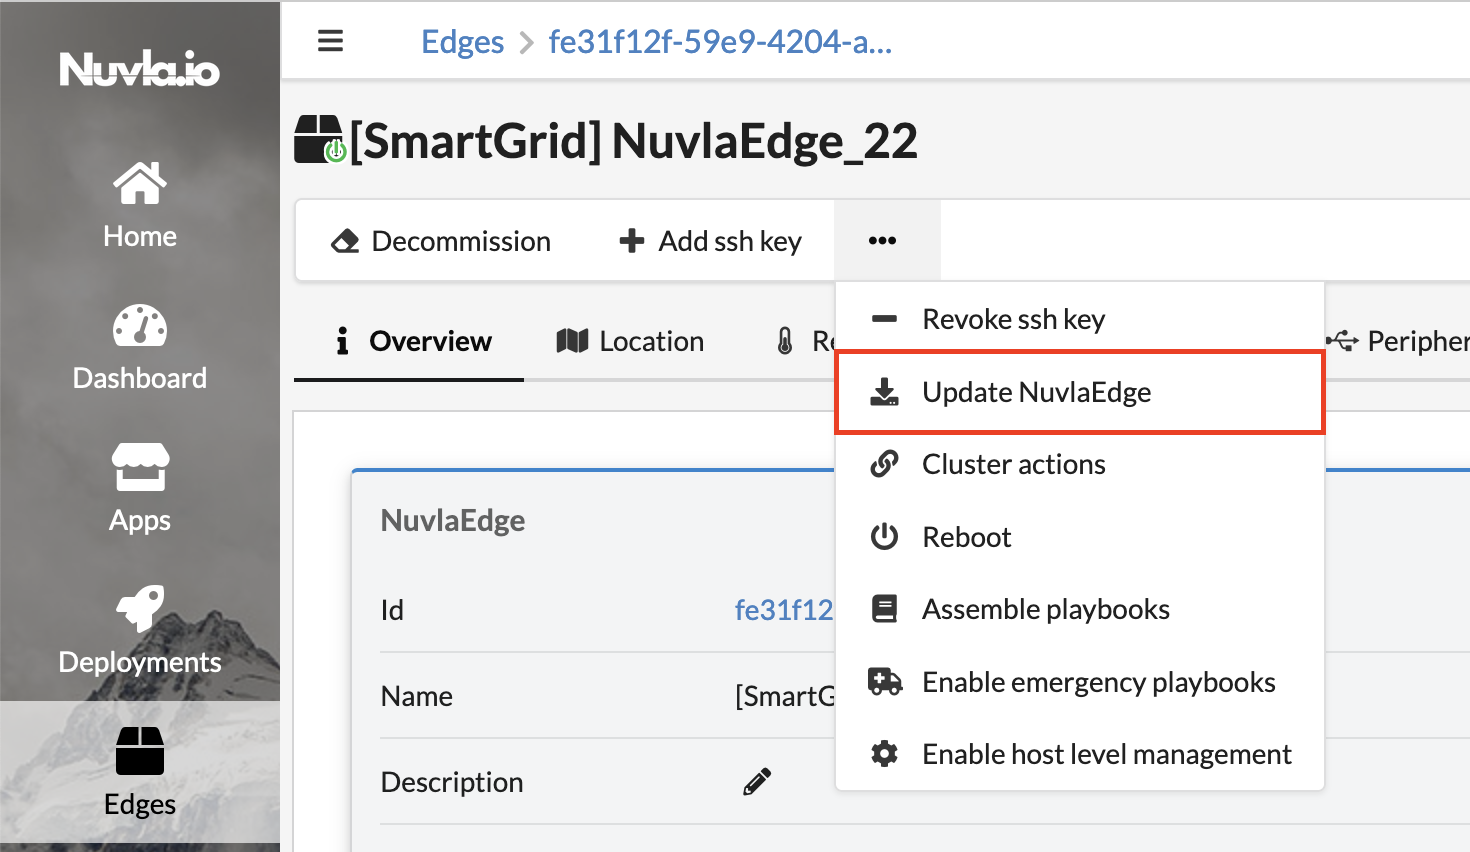 Nuvla.io
Edges > fe31f12f-59e9-4204-a...
[SmartGrid] NuvlaEdge_22
Home
Dashboard
Apps
Deployments
Edges
Decommission
Add ssh key
•••
Overview
Location
Re
Peripher
Revoke ssh key
Update NuvlaEdge
Cluster actions
Reboot
Assemble playbooks
Enable emergency playbooks
Enable host level management
NuvlaEdge
Id fe31f12
Name [SmartG
Description